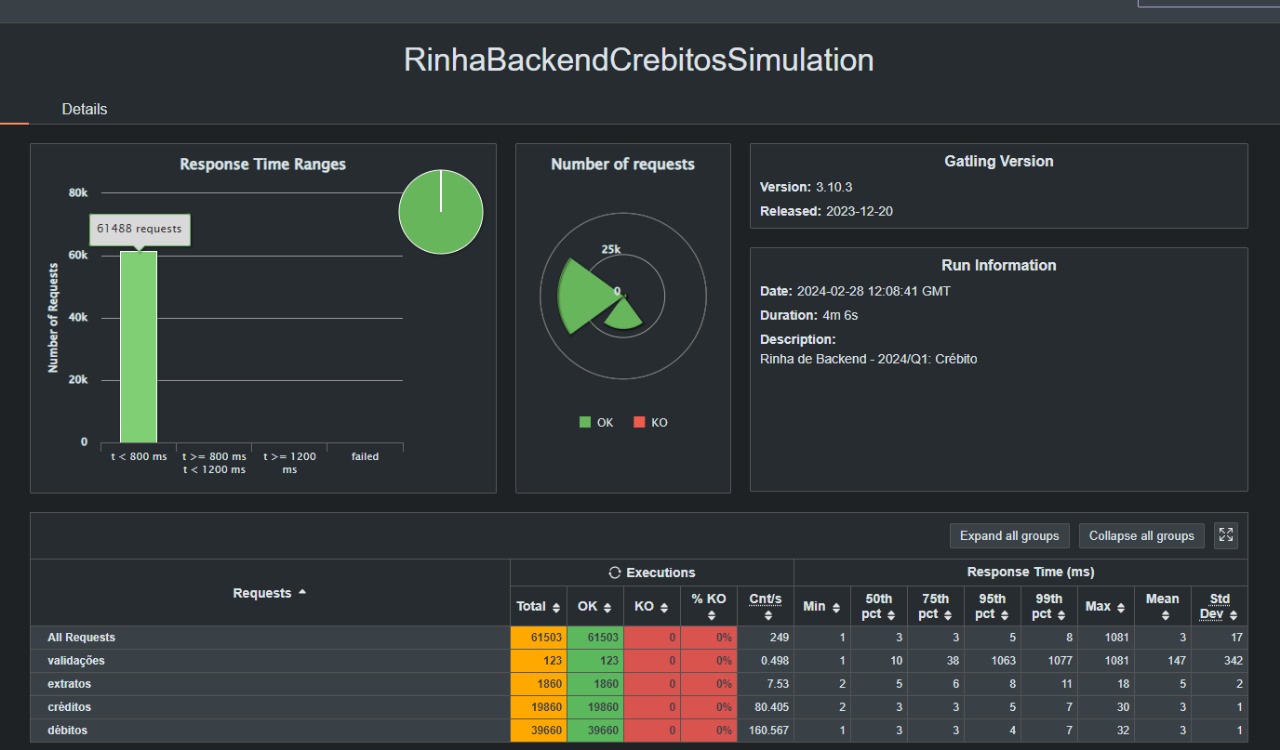 RinhaBackendCrebitosSimulation
Details
Response Time Ranges
80k
61488 requests
60k
40k
20k
0
Number of Requests
t < 800 ms
t >= 800 ms
t < 1200 ms
t >= 1200
ms
failed
Number of requests
25k
0
OK
KO
Gatling Version
Version: 3.10.3
Released: 2023-12-20
Run Information
Date: 2024-02-28 12:08:41 GMT
Duration: 4m 6s
Description:
Rinha de Backend - 2024/Q1: Crébito
Expand all groups Collapse all groups
Requests
Executions
Response Time (ms)
Total OK KO % KO Cnt/s Min 50th pct 75th pct 95th pct 99th pct Max Mean Std Dev
All Requests 61503 61503 0 0% 249 1 3 3 5 8 1081 3 17
validações 123 123 0 0% 0.498 1 10 38 1063 1077 1081 147 342
extratos 1860 1860 0 0% 7.53 2 5 6 8 11 18 5 2
créditos 19860 19860 0 0% 80.405 2 3 3 5 7 30 3 1
débitos 39660 39660 0 0% 160.567 1 3 3 4 7 32 3 1